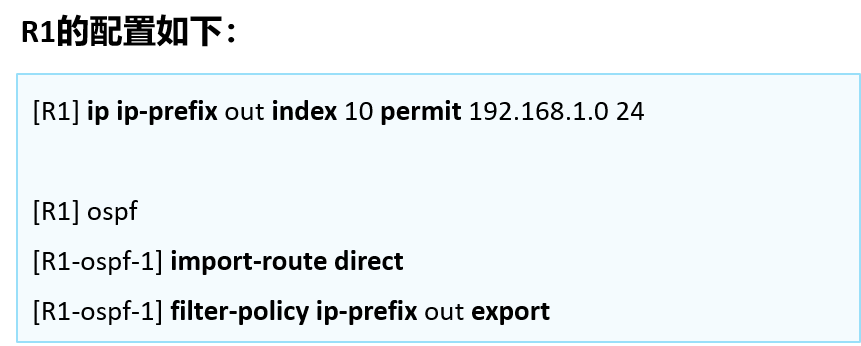 R1的配置如下：
[R1] ip ip-prefix out index 10 permit 192.168.1.0 24
[R1] ospf
[R1-ospf-1] import-route direct
[R1-ospf-1] filter-policy ip-prefix out export